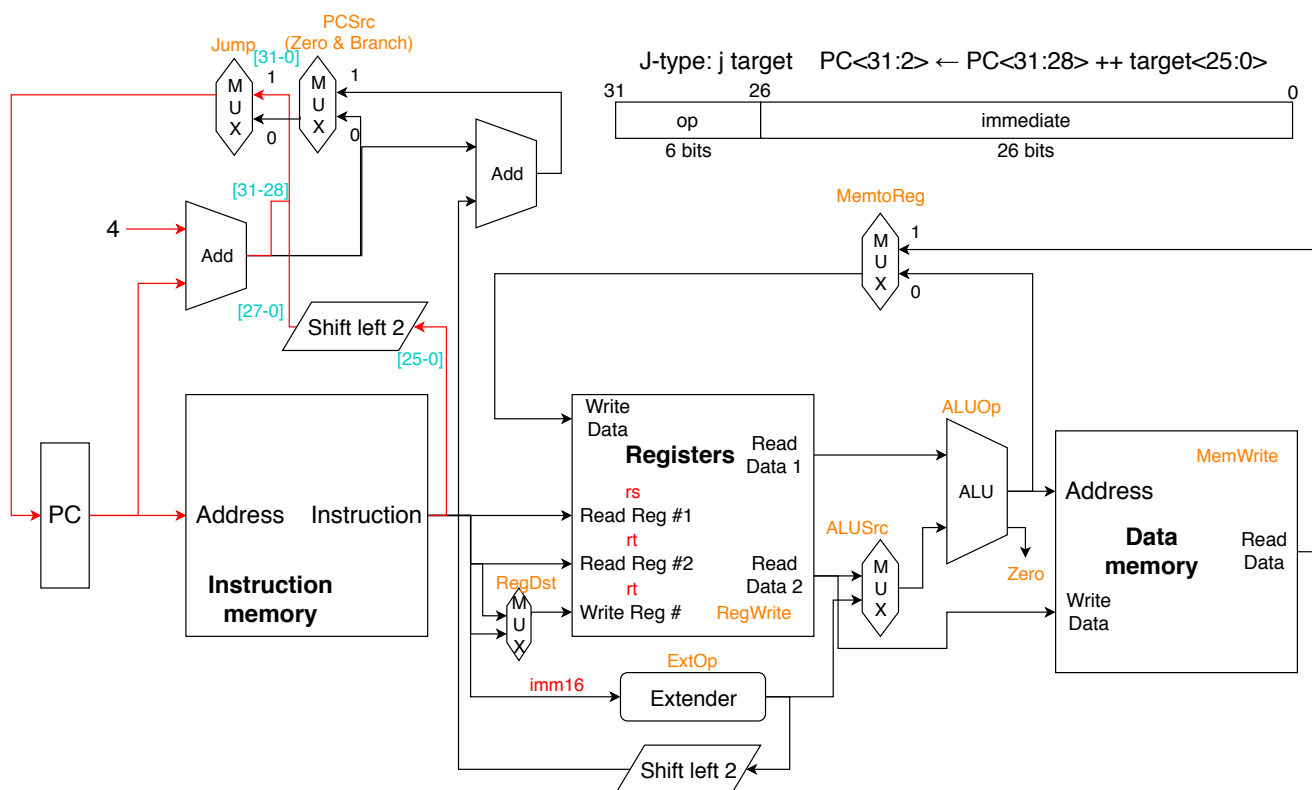 PCSrc
(Zero & Branch)
Jump
[31-0]
J-type: j target PC<31:2> ← PC<31:28> ++ target<25:0>
31 26 0
op immediate
6 bits 26 bits
1
M
U
X
0
1
M
U
X
0
Add
[31-28]
4
Add
MemtoReg
M
U
X
1
0
[27-0]
Shift left 2
[25-0]
PC
Address Instruction
Instruction
memory
Write
Data
Registers
Read
Data 1
rs
Read Reg #1
rt
Read Reg #2
RegDst
M
U
X
rt
Write Reg #
Read
Data 2
RegWrite
ALUOp
ALU
Zero
ALUSrc
M
U
X
MemWrite
Address
Data
memory
Read
Data
Write
Data
imm16
ExtOp
Extender
Shift left 2